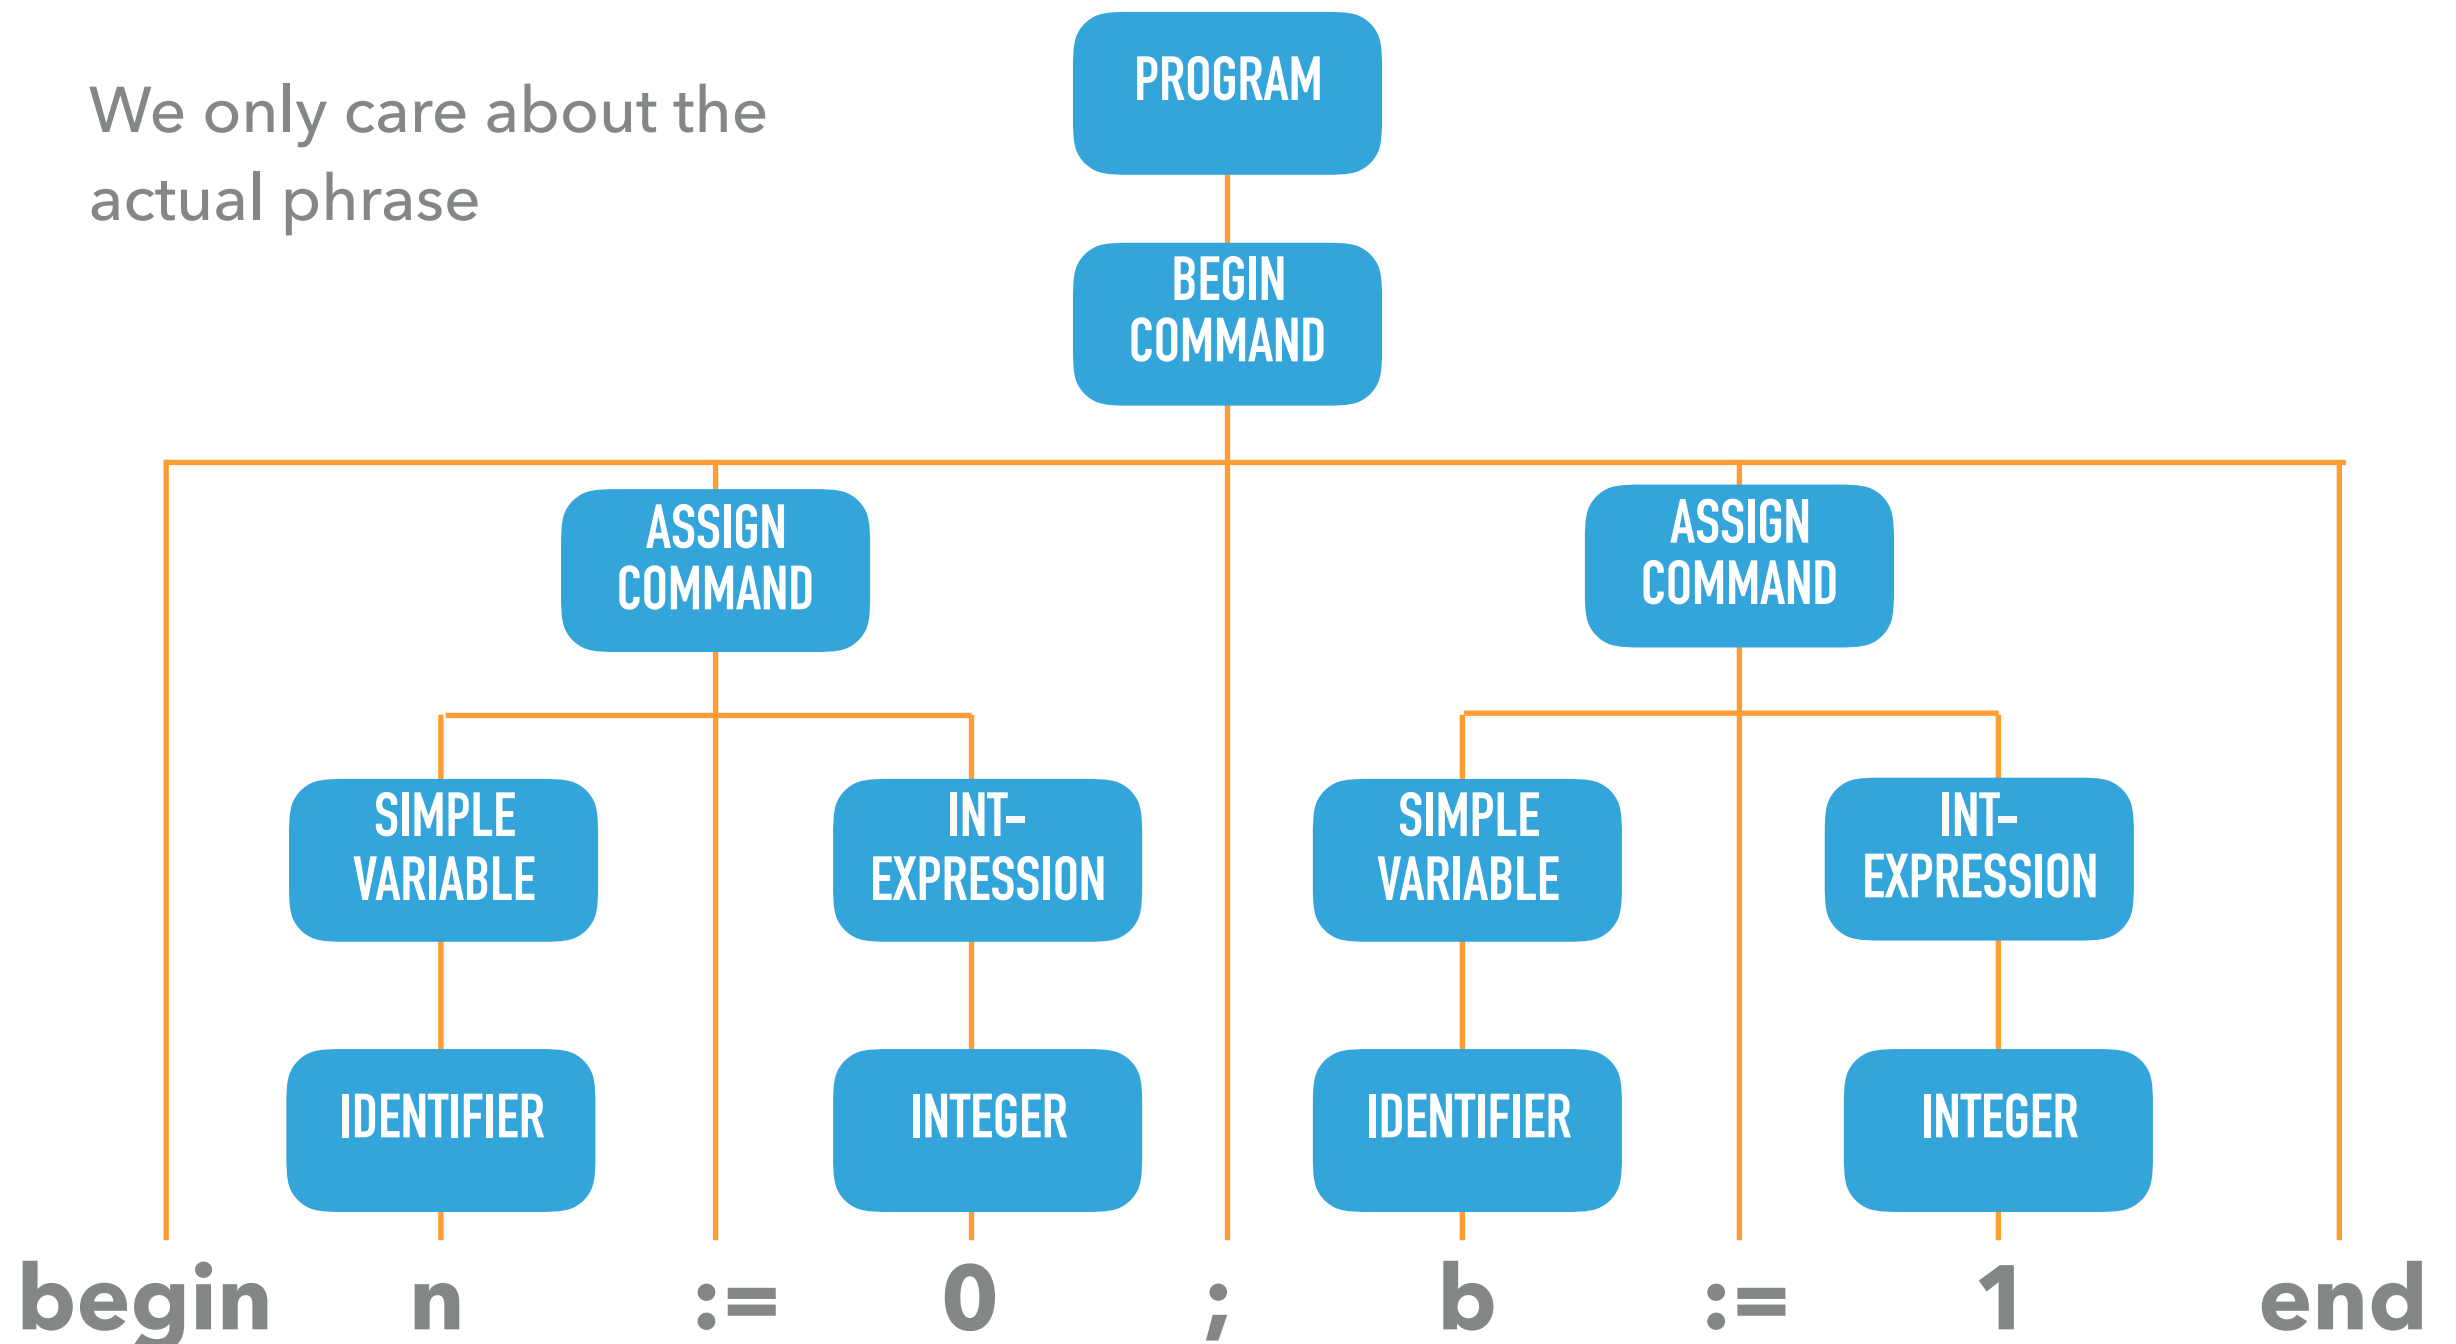 We only care about the
actual phrase
PROGRAM
BEGIN
COMMAND
ASSIGN
COMMAND
ASSIGN
COMMAND
SIMPLE
VARIABLE
INT-
EXPRESSION
SIMPLE
VARIABLE
INT-
EXPRESSION
IDENTIFIER
INTEGER
IDENTIFIER
INTEGER
begin n := 0 ; b := 1 end